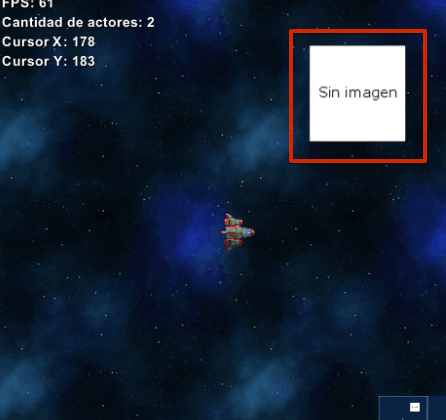 FPS: 61
Cantidad de actores: 2
Cursor X: 178
Cursor Y: 183
Sin imagen